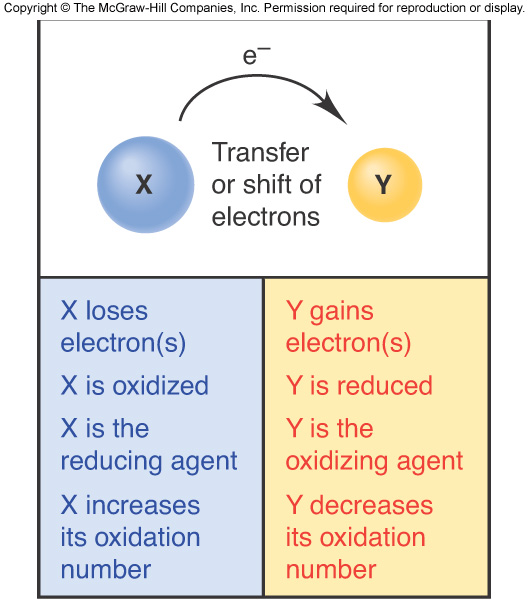 Copyright © The McGraw-Hill Companies, Inc. Permission required for reproduction or display.
e–
X
Transfer
or shift of
electrons
Y
X loses
electron(s)
X is oxidized
X is the
reducing agent
X increases
its oxidation
number
Y gains
electron(s)
Y is reduced
Y is the
oxidizing agent
Y decreases
its oxidation
number